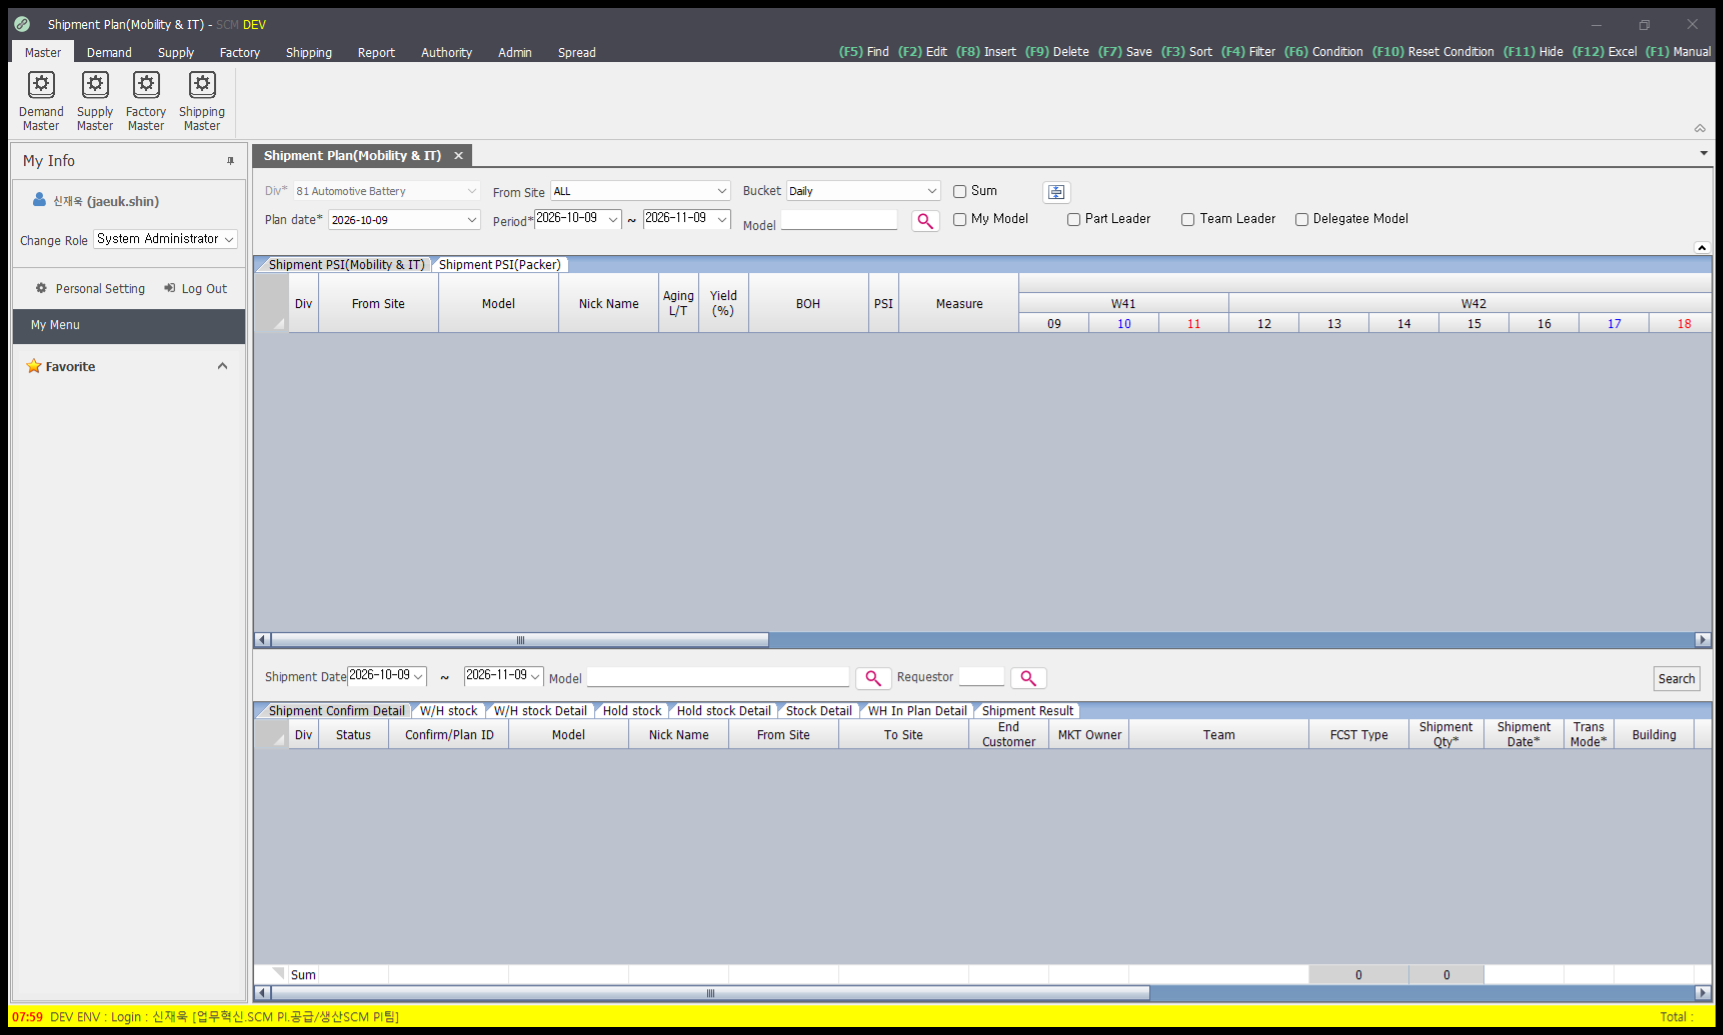 Shipment Plan(Mobility & IT) - SCM DEV
Master Demand Supply Factory Shipping Report Authority Admin Spread (F5) Find (F2) Edit (F8) Insert (F9) Delete (F7) Save (F3) Sort (F4) Filter (F6) Condition (F10) Reset Condition (F11) Hide (F12) Excel (F1) Manual
Demand Master Supply Master Factory Master Shipping Master
My Info
신재욱 (jaeuk.shin)
Change Role System Administrator
Personal Setting Log Out
My Menu
Favorite
Shipment Plan(Mobility & IT)
Div* 81 Automotive Battery From Site ALL Bucket Daily Sum
Plan date* 2026-10-09 Period* 2026-10-09 ~ 2026-11-09 Model My Model Part Leader Team Leader Delegatee Model
Shipment PSI(Mobility & IT) Shipment PSI(Packer)
Div From Site Model Nick Name Aging L/T Yield (%) BOH PSI Measure W41 W42
09 10 11 12 13 14 15 16 17 18
Shipment Date 2026-10-09 ~ 2026-11-09 Model Requestor Search
Shipment Confirm Detail W/H stock W/H stock Detail Hold stock Hold stock Detail Stock Detail WH In Plan Detail Shipment Result
Div Status Confirm/Plan ID Model Nick Name From Site To Site End Customer MKT Owner Team FCST Type Shipment Qty* Shipment Date* Trans Mode* Building
Sum 0 0
07:59 DEV ENV : Login : 신재욱 [업무혁신.SCM PI.공급/생산SCM PI팀] Total :